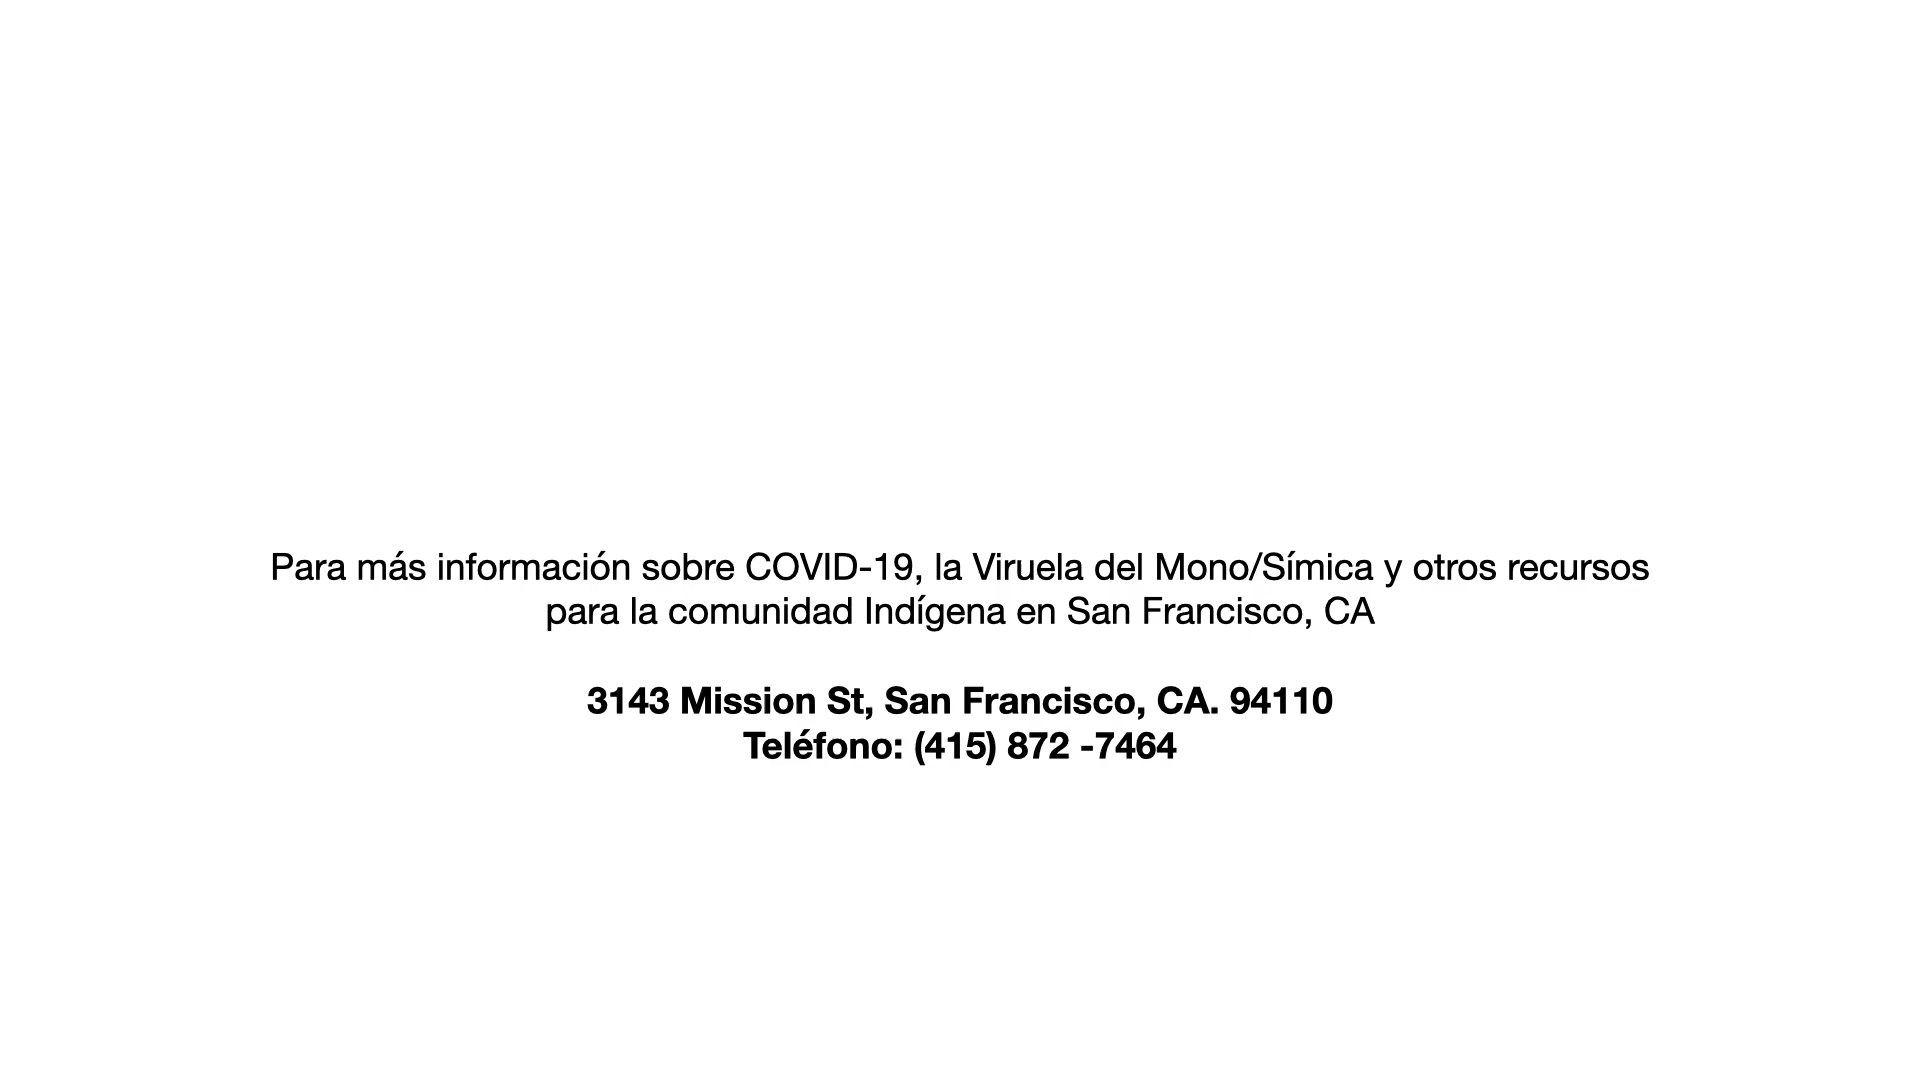 Para más información sobre COVID-19, la Viruela del Mono/Símica y otros recursos
para la comunidad Indígena en San Francisco, CA
3143 Mission St, San Francisco, CA. 94110
Teléfono: (415) 872 -7464